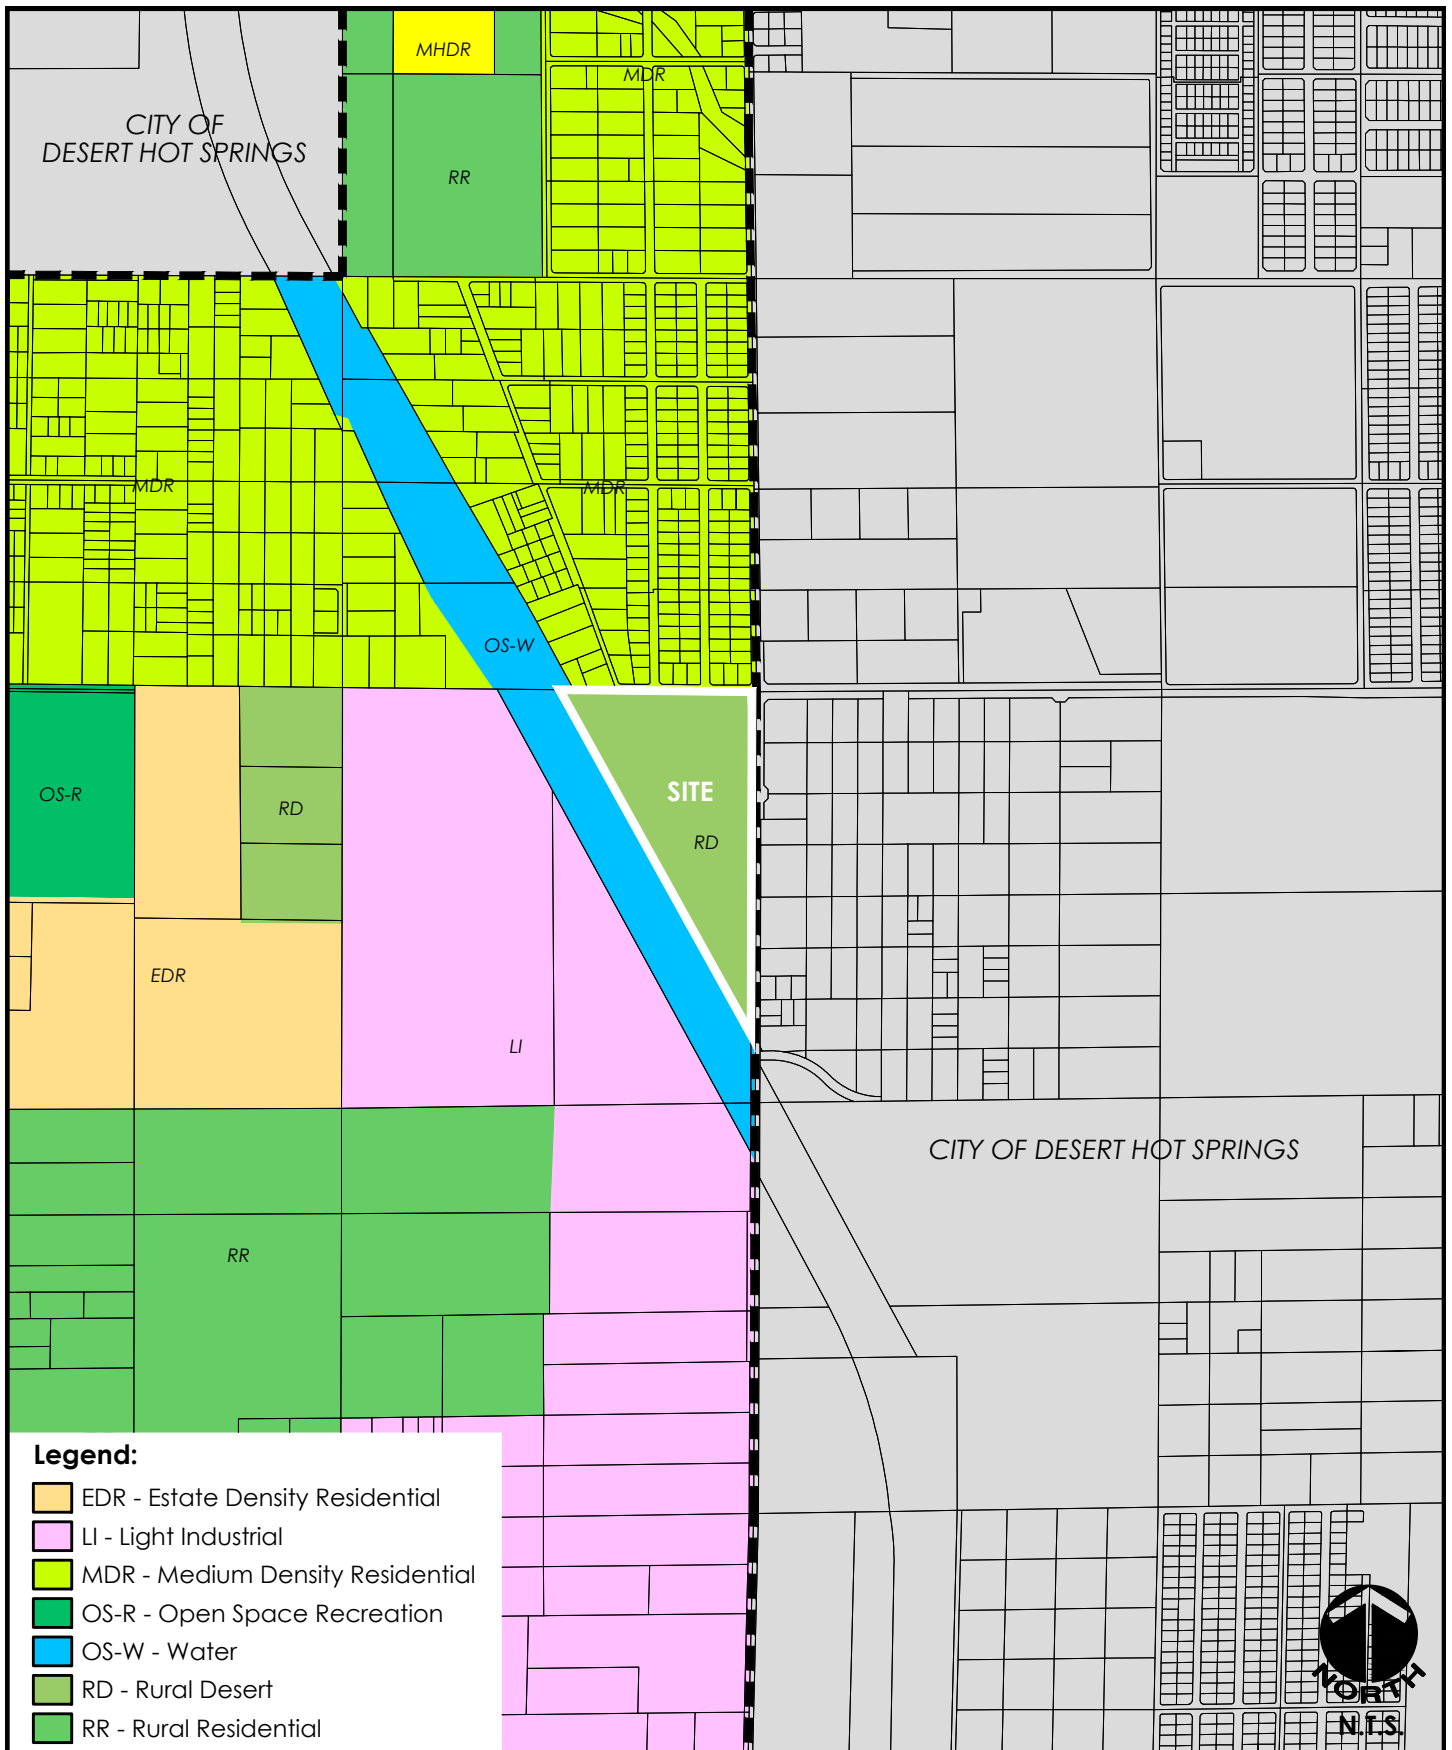 MHDR
MDR
CITY OF
DESERT HOT SPRINGS
RR
MDR
MDR
OS-W
SITE
OS-R
RD
RD
EDR
LI
CITY OF DESERT HOT SPRINGS
RR
Legend:
EDR - Estate Density Residential
LI - Light Industrial
MDR - Medium Density Residential
OS-R - Open Space Recreation
OS-W - Water
RD - Rural Desert
RR - Rural Residential
NORTH
N.T.S.